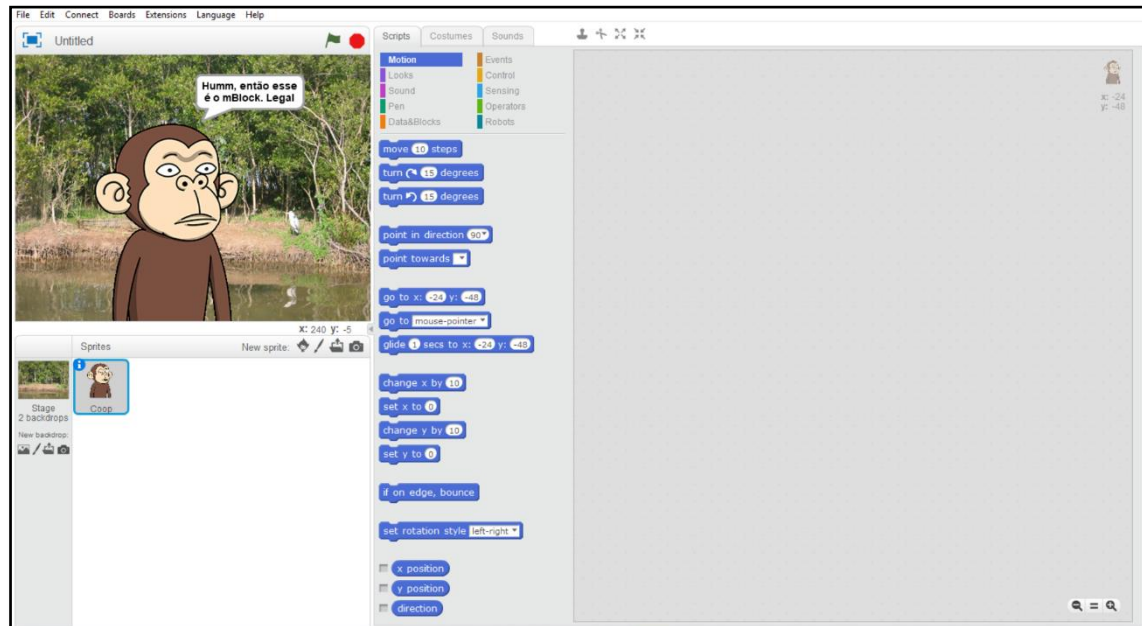 File Edit Connect Boards Extensions Language Help
Untitled
Humm, então esse
é o mBlock. Legal
X: 240 y: -5
Sprites New sprite:
Stage
2 backdrops
New backdrop:
Coop
Scripts Costumes Sounds
Motion Events
Looks Control
Sound Sensing
Pen Operators
Data&Blocks Robots
move 10 steps
turn 15 degrees
turn 15 degrees
point in direction 90
point towards
go to x: -24 y: -48
go to mouse-pointer
glide 1 secs to x: -24 y: -48
change x by 10
set x to 0
change y by 10
set y to 0
if on edge, bounce
set rotation style left-right
x position
y position
direction
x: -24
y: -48